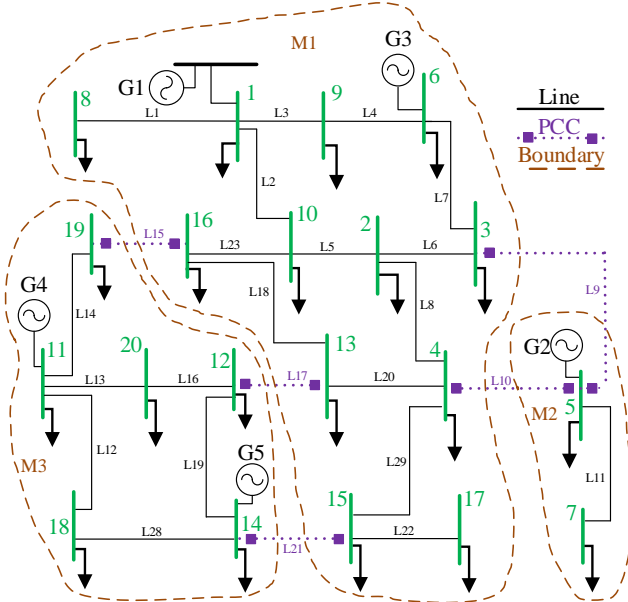 M1
G3
6
G1
8
1
9
L1
L3
L4
Line
PCC
Boundary
L2
L7
19
16
10
2
3
L15
L23
L5
L6
G4
L14
L18
L8
L9
11
20
12
13
4
G2
L13
L16
L17
L20
L10
5
M2
M3
L12
L19
G5
L29
L11
18
14
15
17
7
L28
L21
L22